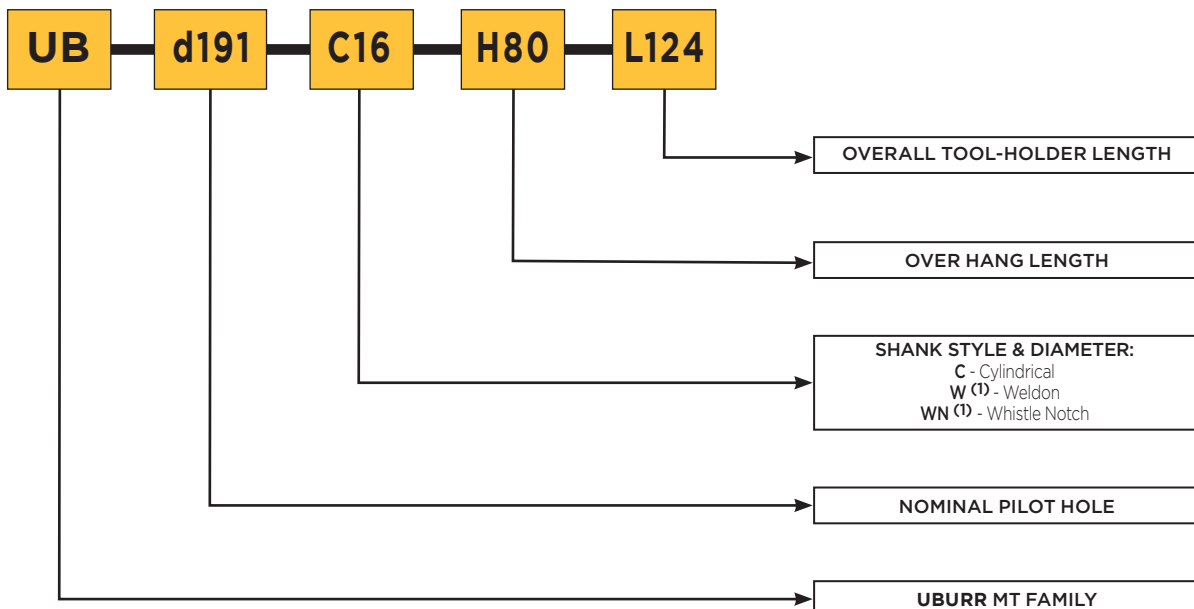 UB d191 C16 H80 L124
OVERALL TOOL-HOLDER LENGTH
OVER HANG LENGTH
SHANK STYLE & DIAMETER:
C - Cylindrical
W (1) - Weldon
WN (1) - Whistle Notch
NOMINAL PILOT HOLE
UBURR MT FAMILY